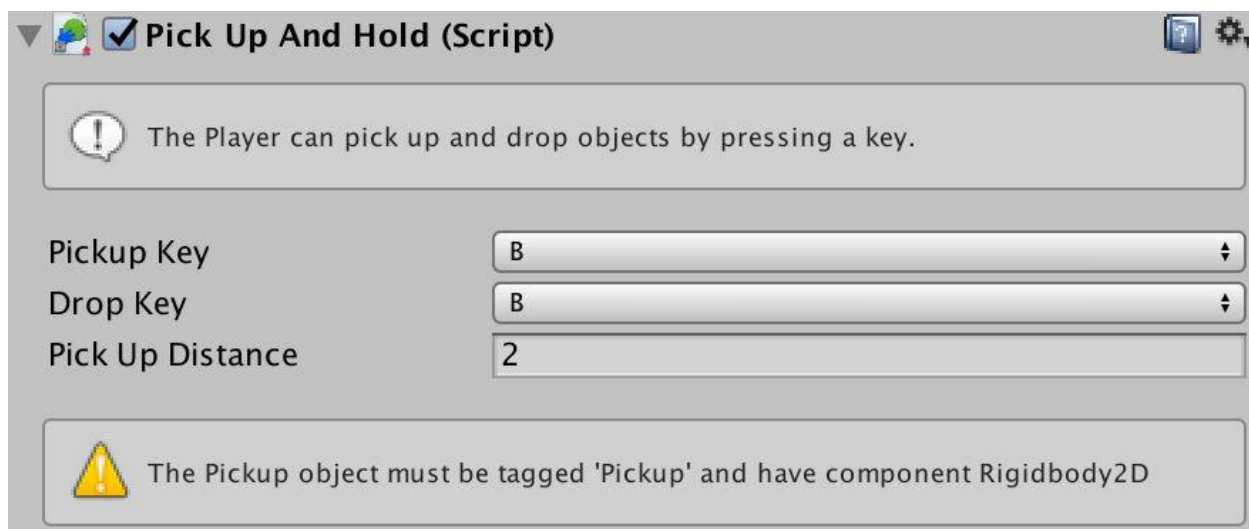 Pick Up And Hold (Script)
The Player can pick up and drop objects by pressing a key.
Pickup Key B
Drop Key B
Pick Up Distance 2
The Pickup object must be tagged 'Pickup' and have component Rigidbody2D